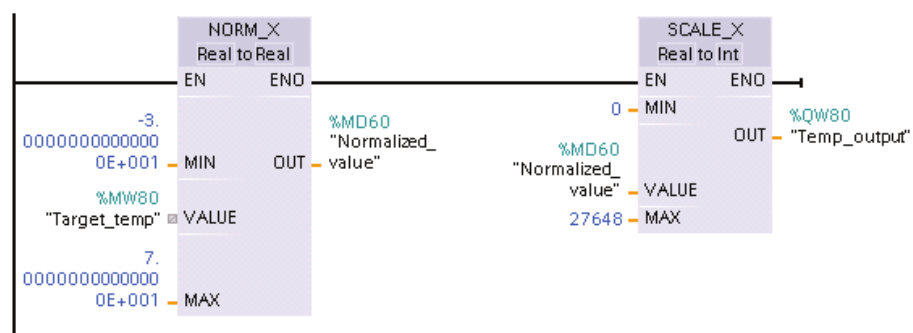 NORM_X
Real to Real
EN ENO
-3.
0000000000000
0E+001
MIN
OUT
%MD60
"Normalized_
value"
%MW80
"Target_temp"
VALUE
7.
0000000000000
0E+001
MAX
SCALE_X
Real to Int
EN ENO
0
MIN
%MD60
"Normalized_
value"
VALUE
27648
MAX
OUT
%QW80
"Temp_output"